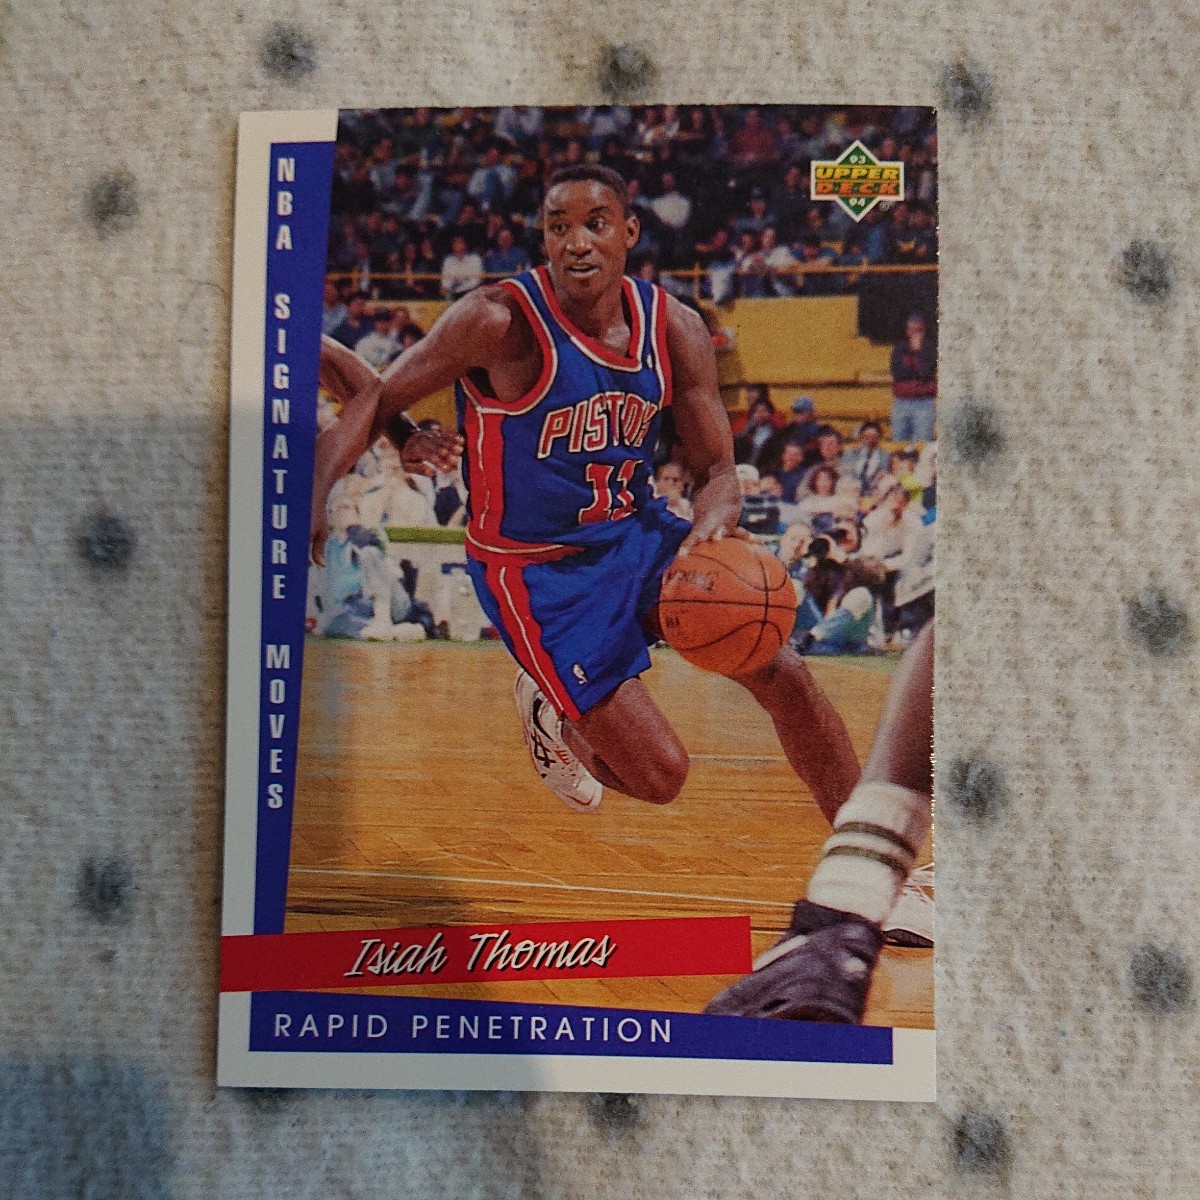 NBA SIGNATURE MOVES
93
UPPER
DECK
94
PISTONS
11
Isiah Thomas
RAPID PENETRATION